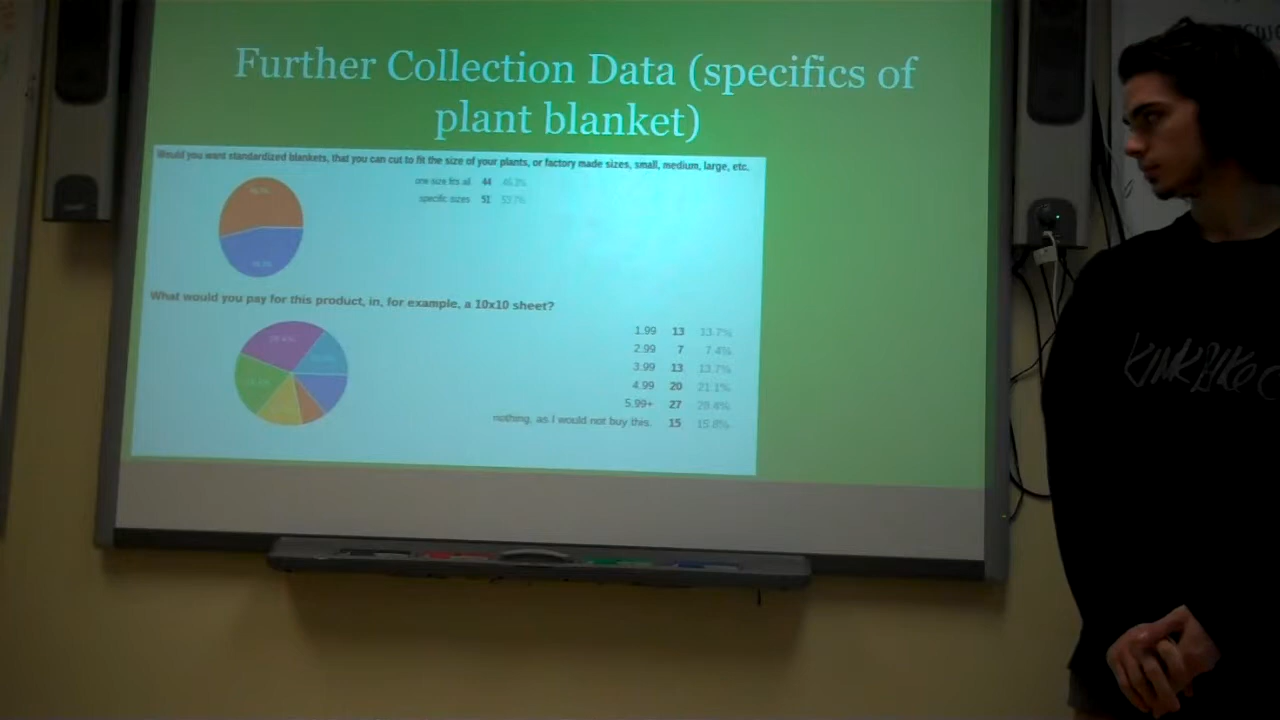 Further Collection Data (specifics of
plant blanket)
Would you want standardized blankets, that you can cut to fit the size of your plants, or factory made sizes, small, medium, large, etc.
one size fits all 44 46.3%
specific sizes 51 53.7%
What would you pay for this product, in, for example, a 10x10 sheet?
1.99 13 13.7%
2.99 7 7.4%
3.99 13 13.7%
4.99 20 21.1%
5.99+ 27 28.4%
nothing, as I would not buy this. 15 15.8%